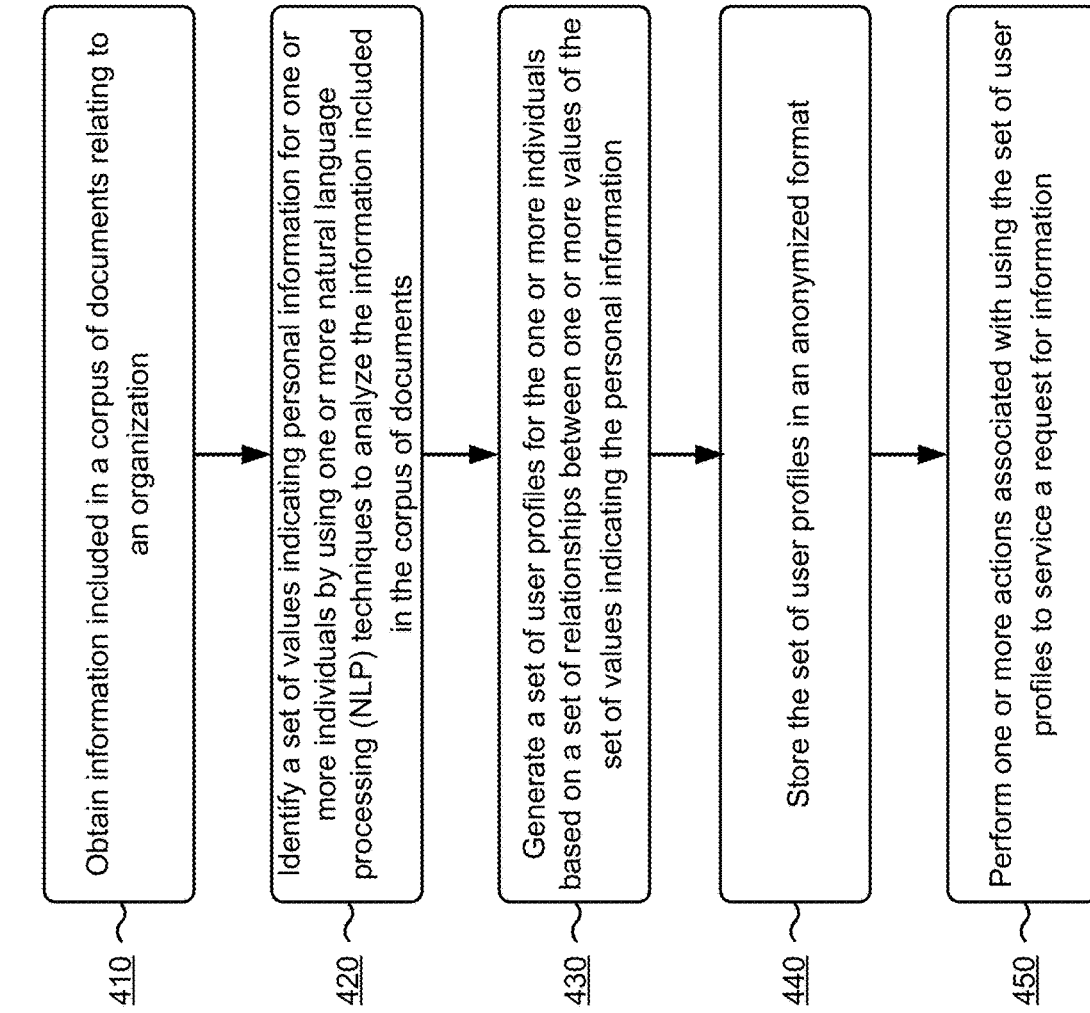 410
Obtain information included in a corpus of documents relating to
an organization
420
Identify a set of values indicating personal information for one or
more individuals by using one or more natural language
processing (NLP) techniques to analyze the information included
in the corpus of documents
430
Generate a set of user profiles for the one or more individuals
based on a set of relationships between one or more values of the
set of values indicating the personal information
440
Store the set of user profiles in an anonymized format
450
Perform one or more actions associated with using the set of user
profiles to service a request for information